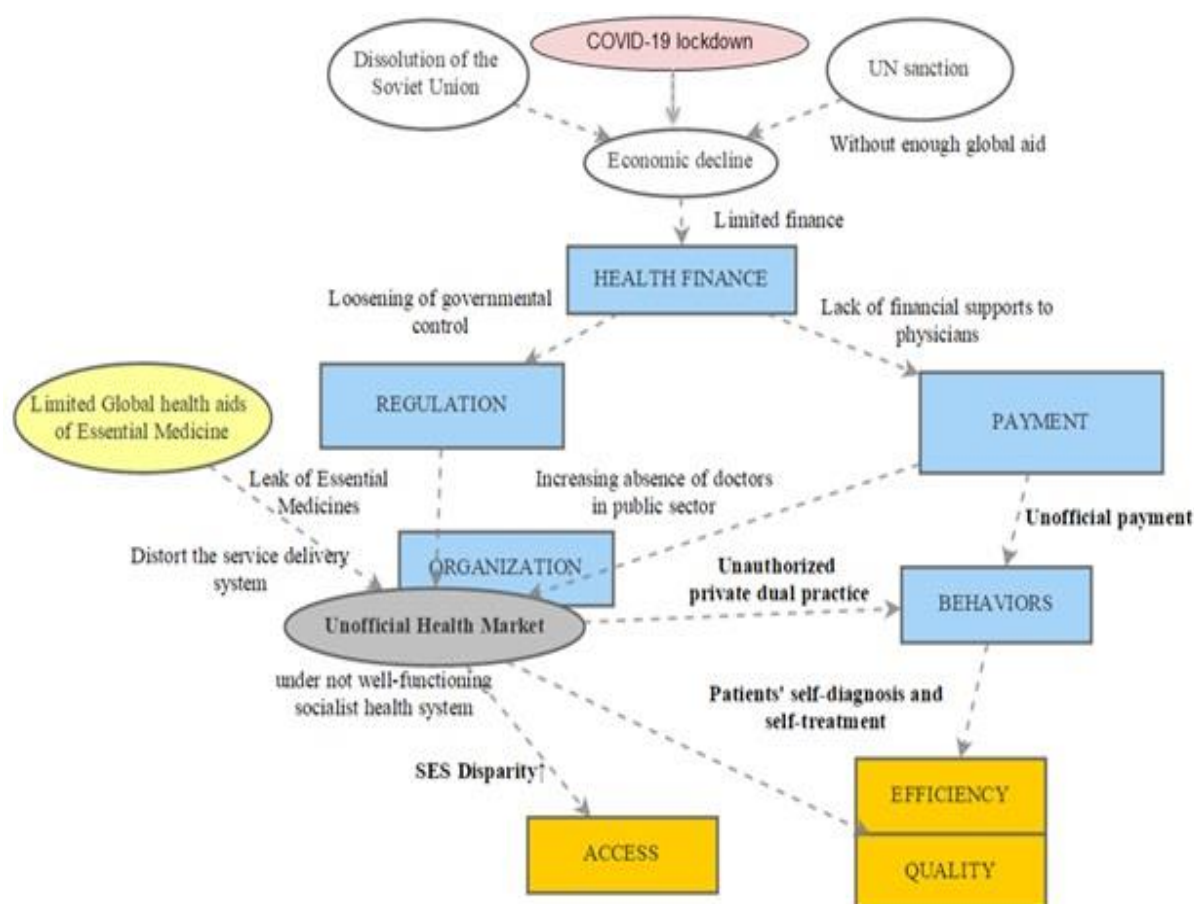 COVID-19 lockdown
Dissolution of the
Soviet Union
UN sanction
Without enough global aid
Economic decline
Limited finance
HEALTH FINANCE
Loosening of governmental
control
Lack of financial supports to
physicians
Limited Global health aids
of Essential Medicine
REGULATION
PAYMENT
Leak of Essential
Medicines
Increasing absence of doctors
in public sector
Unofficial payment
Distort the service delivery
system
ORGANIZATION
Unauthorized
private dual practice
BEHAVIORS
Unofficial Health Market
under not well-functioning
socialist health system
Patients' self-diagnosis and
self-treatment
SES Disparity↑
EFFICIENCY
ACCESS
QUALITY